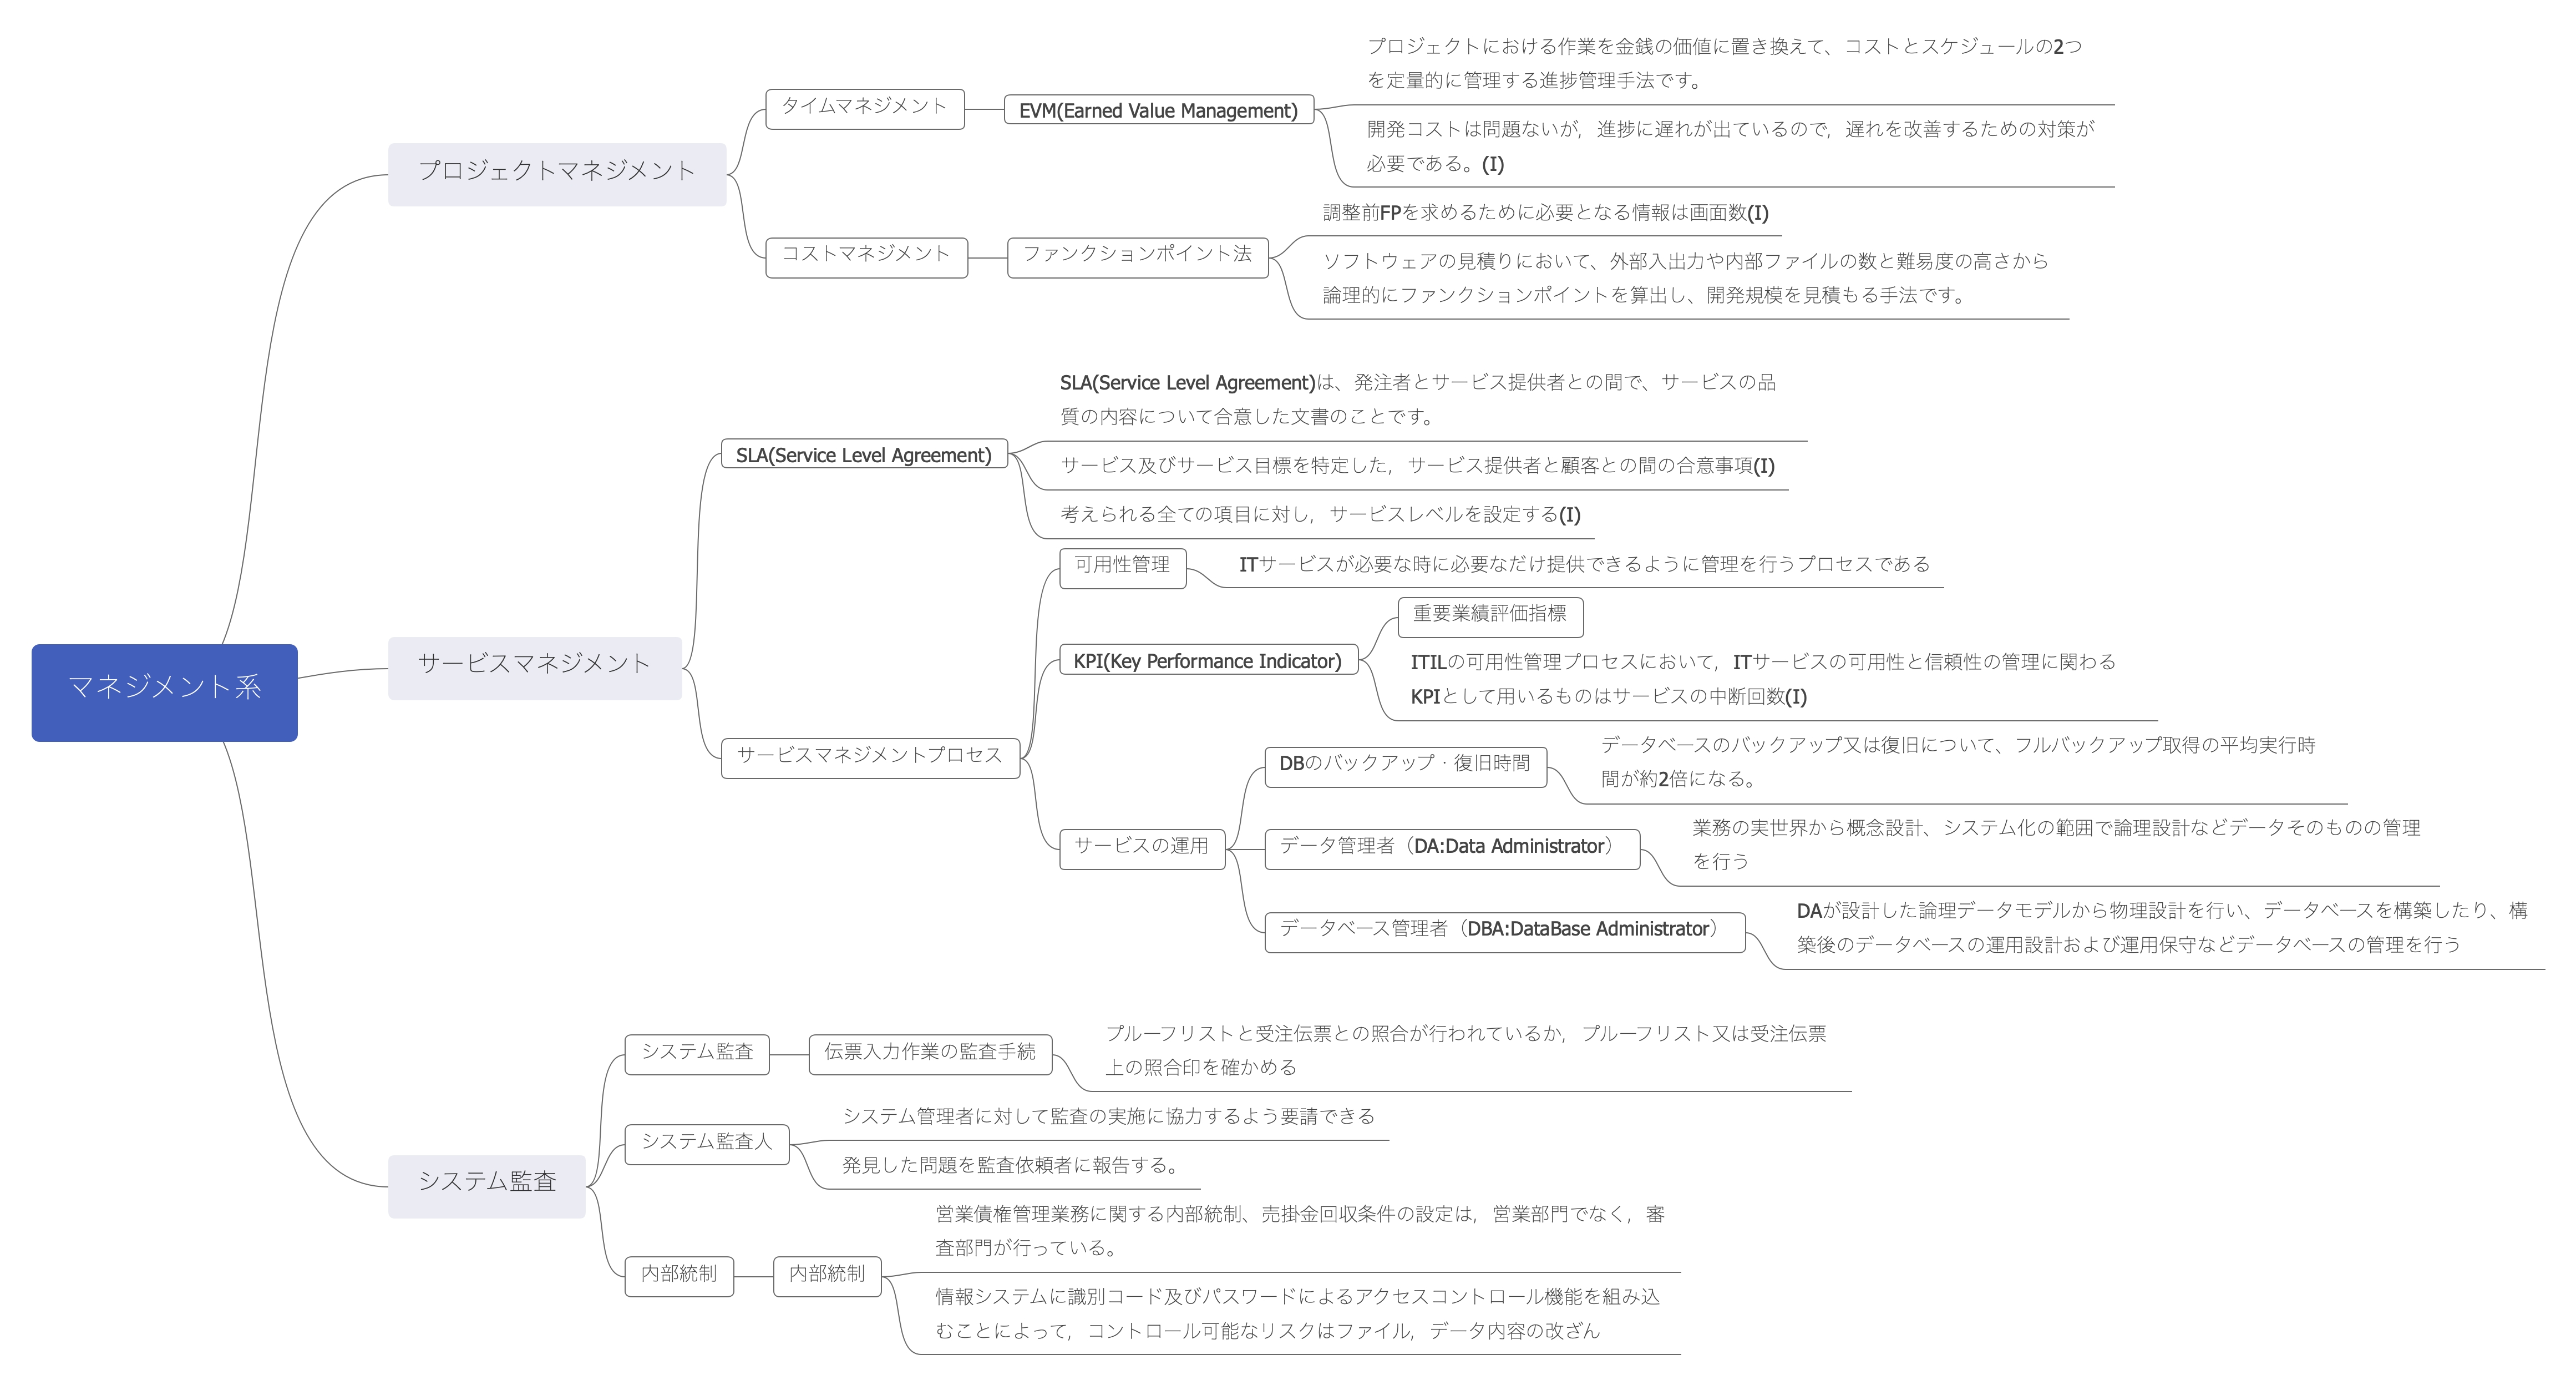 マネジメント系
プロジェクトマネジメント
タイムマネジメント
EVM(Earned Value Management)
プロジェクトにおける作業を金銭の価値に置き換えて、コストとスケジュールの2つ
を定量的に管理する進捗管理手法です。
開発コストは問題ないが，進捗に遅れが出ているので，遅れを改善するための対策が
必要である。(I)
コストマネジメント
ファンクションポイント法
調整前FPを求めるために必要となる情報は画面数(I)
ソフトウェアの見積りにおいて、外部入出力や内部ファイルの数と難易度の高さから
論理的にファンクションポイントを算出し、開発規模を見積もる手法です。
サービスマネジメント
SLA(Service Level Agreement)
SLA(Service Level Agreement)は、発注者とサービス提供者との間で、サービスの品
質の内容について合意した文書のことです。
サービス及びサービス目標を特定した，サービス提供者と顧客との間の合意事項(I)
考えられる全ての項目に対し，サービスレベルを設定する(I)
サービスマネジメントプロセス
可用性管理
ITサービスが必要な時に必要なだけ提供できるように管理を行うプロセスである
KPI(Key Performance Indicator)
重要業績評価指標
ITILの可用性管理プロセスにおいて，ITサービスの可用性と信頼性の管理に関わる
KPIとして用いるものはサービスの中断回数(I)
サービスの運用
DBのバックアップ・復旧時間
データベースのバックアップ又は復旧について、フルバックアップ取得の平均実行時
間が約2倍になる。
データ管理者（DA:Data Administrator）
業務の実世界から概念設計、システム化の範囲で論理設計などデータそのものの管理
を行う
データベース管理者（DBA:DataBase Administrator）
DAが設計した論理データモデルから物理設計を行い、データベースを構築したり、構
築後のデータベースの運用設計および運用保守などデータベースの管理を行う
システム監査
システム監査
伝票入力作業の監査手続
プルーフリストと受注伝票との照合が行われているか，プルーフリスト又は受注伝票
上の照合印を確かめる
システム監査人
システム管理者に対して監査の実施に協力するよう要請できる
発見した問題を監査依頼者に報告する。
内部統制
内部統制
営業債権管理業務に関する内部統制、売掛金回収条件の設定は，営業部門でなく，審
査部門が行っている。
情報システムに識別コード及びパスワードによるアクセスコントロール機能を組み込
むことによって，コントロール可能なリスクはファイル，データ内容の改ざん